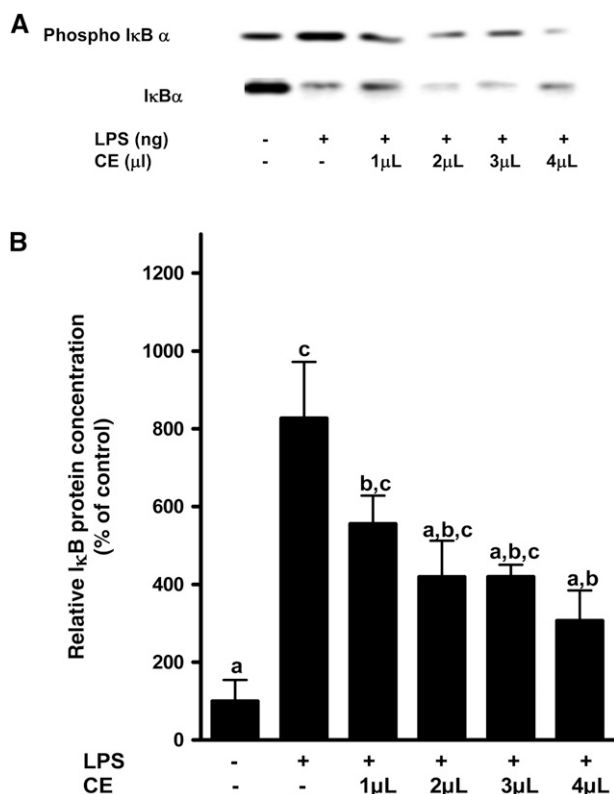 A
Phospho IκB α
IκBα
LPS (ng) - + + + + +
CE (μl) - - 1μL 2μL 3μL 4μL
B
Relative IκB protein concentration
(% of control)
1200
1000
800
600
400
200
0
a
c
b,c
a,b,c
a,b,c
a,b
LPS - + + + + +
CE - - 1μL 2μL 3μL 4μL